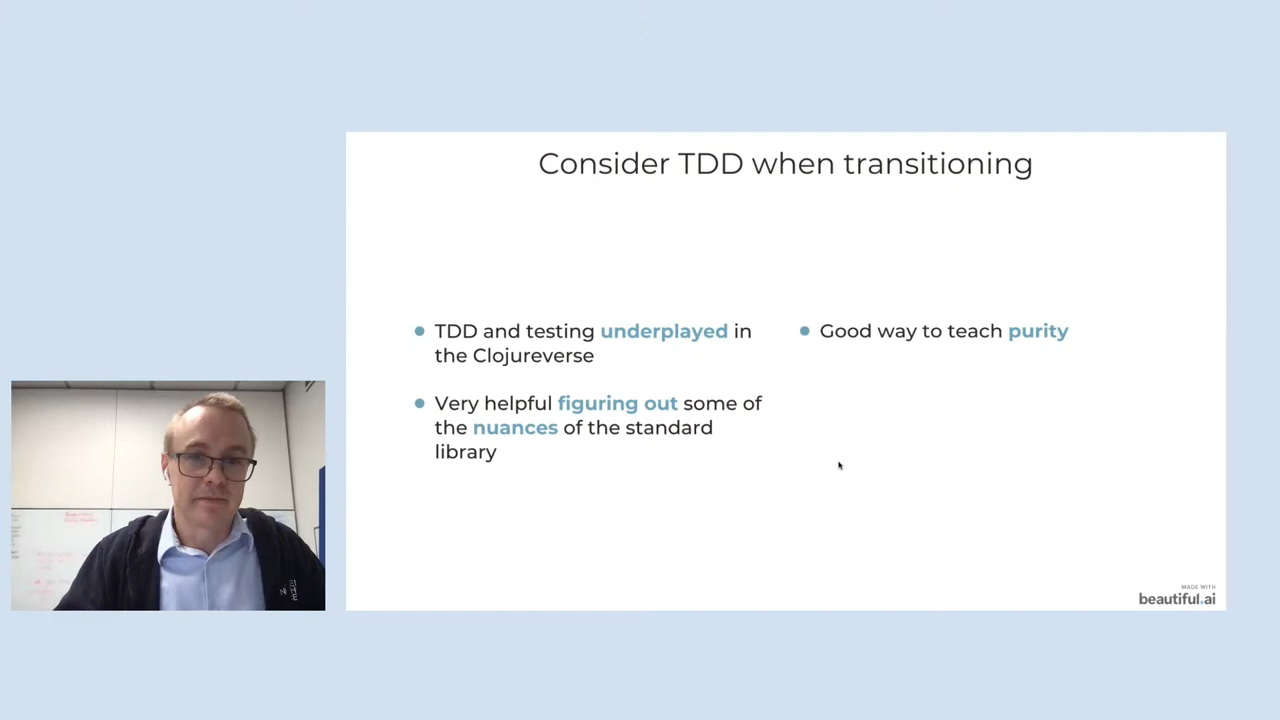 Consider TDD when transitioning
TDD and testing underplayed in
the Clojureverse
Very helpful figuring out some of
the nuances of the standard
library
Good way to teach purity
MADE WITH
beautiful.ai